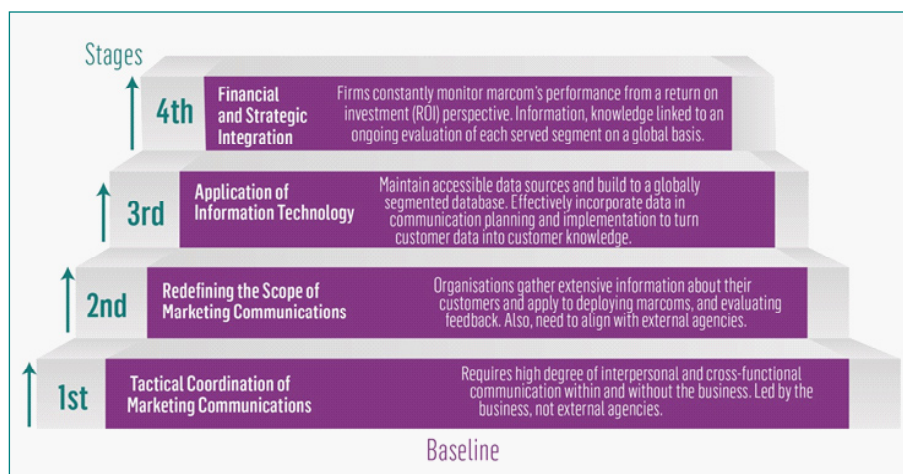 Stages
4th
Financial
and Strategic
Integration
Firms constantly monitor marcom's performance from a return on
investment (ROI) perspective. Information, knowledge linked to an
ongoing evaluation of each served segment on a global basis.
3rd
Application of
Information Technology
Maintain accessible data sources and build to a globally
segmented database. Effectively incorporate data in
communication planning and implementation to turn
customer data into customer knowledge.
2nd
Redefining the Scope of
Marketing Communications
Organisations gather extensive information about their
customers and apply to deploying marcoms, and evaluating
feedback. Also, need to align with external agencies.
1st
Tactical Coordination of
Marketing Communications
Requires high degree of interpersonal and cross-functional
communication within and without the business. Led by the
business, not external agencies.
Baseline